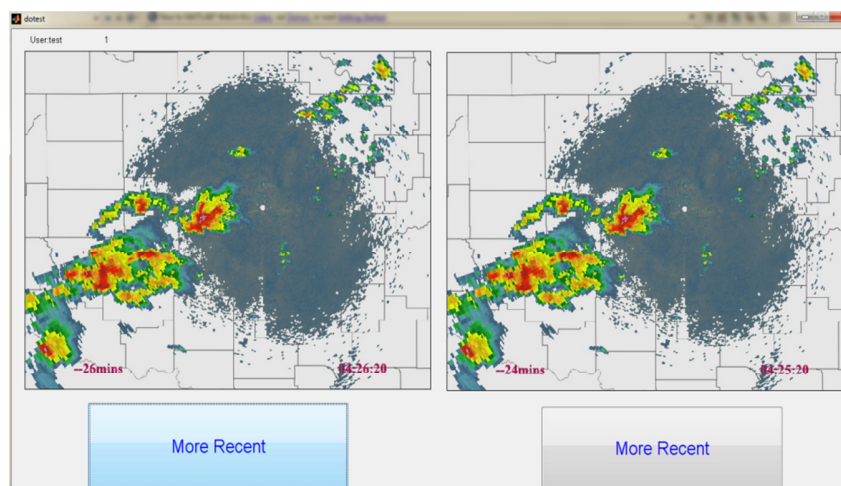 dotest
User:test 1
--26mins 04:26:20
--24mins 04:25:20
More Recent
More Recent